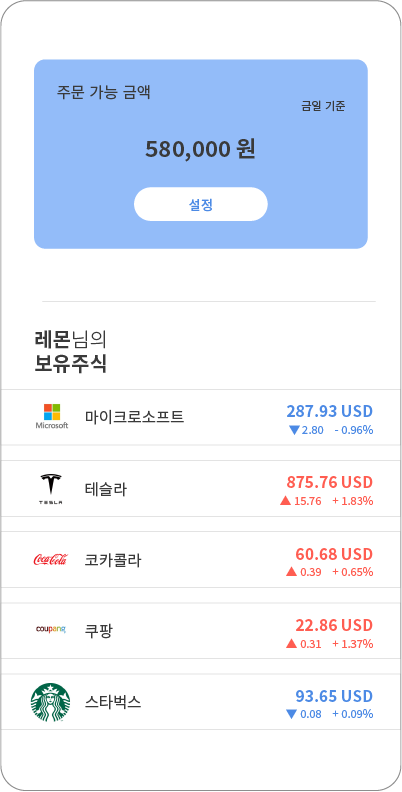 주문 가능 금액
금일 기준
580,000 원
설정
레몬님의
보유주식
Microsoft
마이크로소프트
287.93 USD
▼2.80 - 0.96%
TESLA
테슬라
875.76 USD
▲ 15.76 + 1.83%
Coca-Cola
코카콜라
60.68 USD
▲ 0.39 + 0.65%
coupang
쿠팡
22.86 USD
▲ 0.31 + 1.37%
스타벅스
93.65 USD
▼ 0.08 + 0.09%